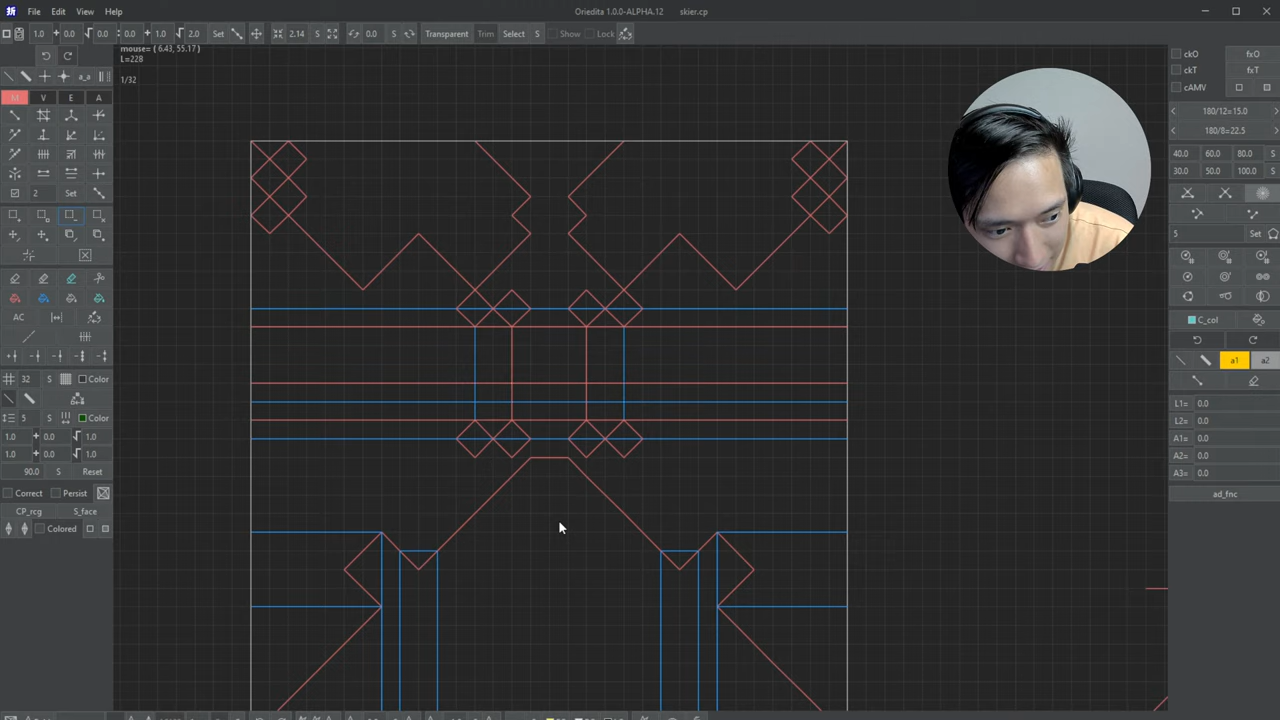 折 File Edit View Help Oriedita 1.0.0-ALPHA.12 skier.cp
1.0 + 0.0 √ 0.0 : 0.0 + 1.0 √ 2.0 Set 2.14 S 0.0 S Transparent Trim Select S Show Lock
mouse= ( 6.43, 55.17 )
L=228
1/32
a_a
M V E A
2 Set
AC
32 S Color
5 S Color
1.0 + 0.0 √ 1.0
1.0 + 0.0 √ 1.0
90.0 S Reset
Correct Persist
CP_rcg S_face
Colored
ckO fxO
ckT fxT
cAMV
180/12=15.0
180/8=22.5
40.0 60.0 80.0 S
30.0 50.0 100.0 S
5 Set
C_col
a1 a2
L1= 0.0
L2= 0.0
A1= 0.0
A2= 0.0
A3= 0.0
ad_fnc